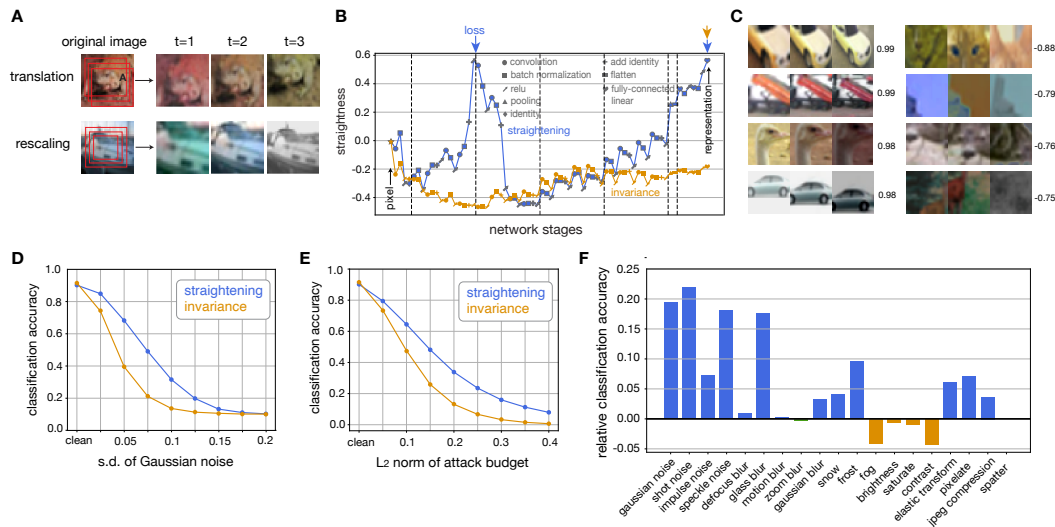 A
original image
t=1
t=2
t=3
translation
A
rescaling
B
loss
straightness
0.6
0.4
0.2
0.0
-0.2
-0.4
convolution
batch normalization
relu
pooling
identity
add identity
flatten
fully-connected
linear
straightening
invariance
pixel
representation
network stages
C
0.99
0.99
0.98
0.98
-0.88
-0.79
-0.76
-0.75
D
classification accuracy
1.0
0.8
0.6
0.4
0.2
0.0
straightening
invariance
clean
0.05
0.1
0.15
0.2
s.d. of Gaussian noise
E
classification accuracy
1.0
0.8
0.6
0.4
0.2
0.0
straightening
invariance
clean
0.1
0.2
0.3
0.4
L2 norm of attack budget
F
relative classification accuracy
0.25
0.20
0.15
0.10
0.05
0.00
-0.05
gaussian noise
shot noise
impulse noise
speckle noise
defocus blur
glass blur
motion blur
zoom blur
gaussian blur
snow
frost
fog
brightness
saturate
contrast
elastic transform
pixelate
jpeg compression
spatter